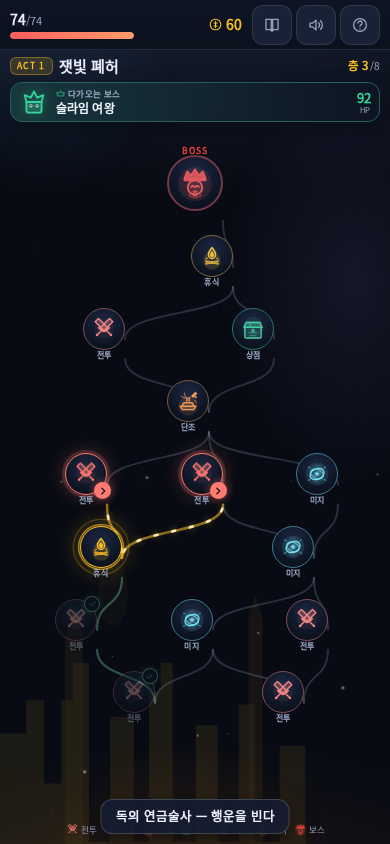 74/74
60
ACT 1 잿빛 폐허 층 3/8
다가오는 보스
슬라임 여왕
92
HP
BOSS
휴식
전투
상점
단조
전투
전투
미지
휴식
미지
전투
미지
전투
전투
전투
독의 연금술사 — 행운을 빈다
전투
보스